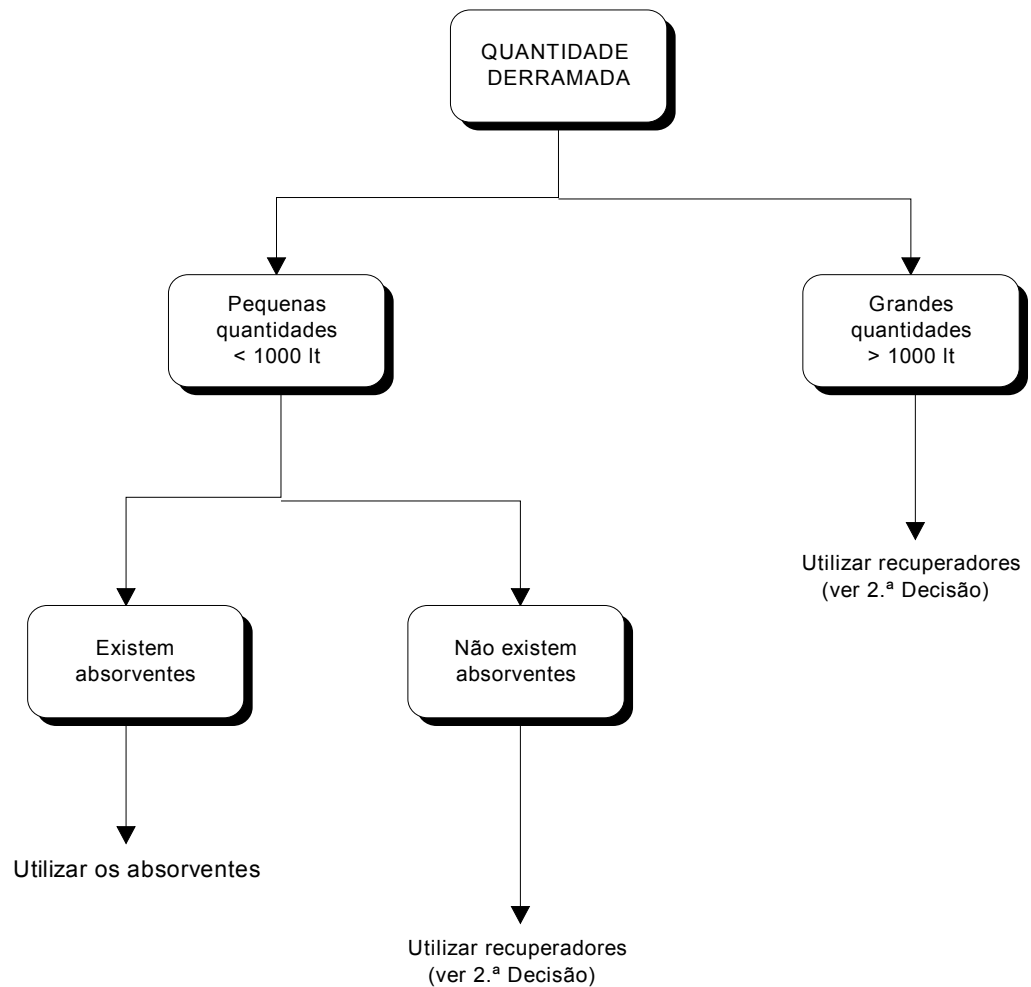 QUANTIDADE
DERRAMADA
Pequenas
quantidades
< 1000 lt
Grandes
quantidades
> 1000 lt
Utilizar recuperadores
(ver 2.ª Decisão)
Existem
absorventes
Não existem
absorventes
Utilizar os absorventes
Utilizar recuperadores
(ver 2.ª Decisão)